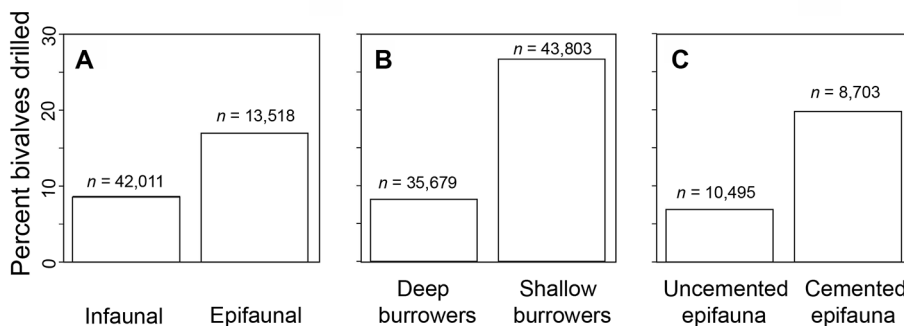 Percent bivalves drilled
30
20
10
0
A
n = 42,011
n = 13,518
Infaunal
Epifaunal
B
n = 35,679
n = 43,803
Deep
burrowers
Shallow
burrowers
C
n = 10,495
n = 8,703
Uncemented
epifauna
Cemented
epifauna